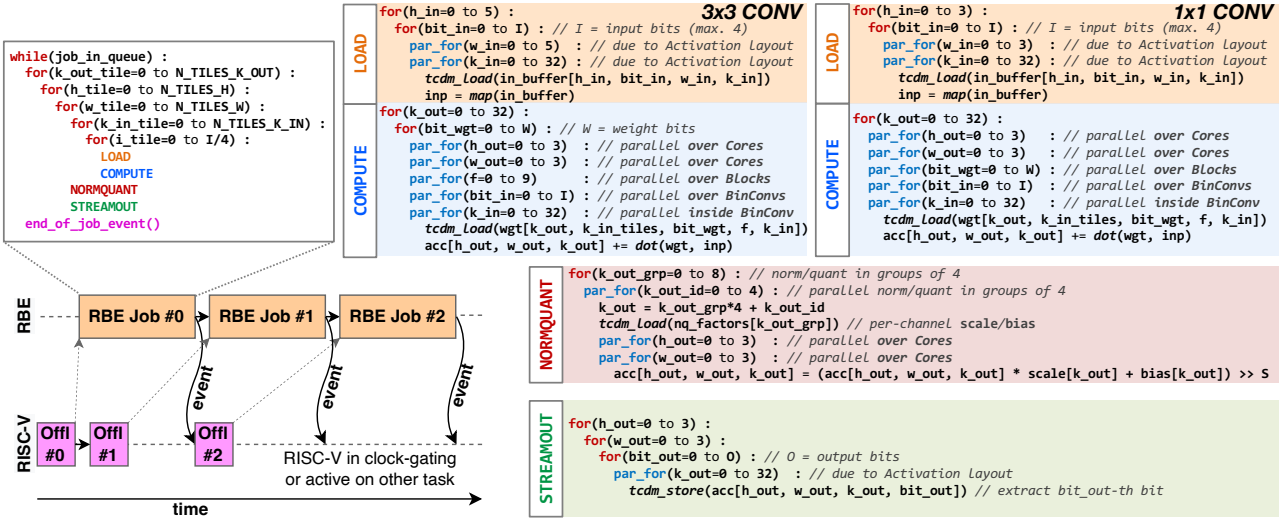 while(job_in_queue) :
for(k_out_tile=0 to N_TILES_K_OUT) :
for(h_tile=0 to N_TILES_H) :
for(w_tile=0 to N_TILES_W) :
for(k_in_tile=0 to N_TILES_K_IN) :
for(i_tile=0 to I/4) :
LOAD
COMPUTE
NORMQUANT
STREAMOUT
end_of_job_event()
3x3 CONV
LOAD
for(h_in=0 to 5) :
for(bit_in=0 to I) : // I = input bits (max. 4)
par_for(w_in=0 to 5) : // due to Activation layout
par_for(k_in=0 to 32) : // due to Activation layout
tcdm_load(in_buffer[h_in, bit_in, w_in, k_in])
inp = map(in_buffer)
COMPUTE
for(k_out=0 to 32) :
for(bit_wgt=0 to W) : // W = weight bits
par_for(h_out=0 to 3) : // parallel over Cores
par_for(w_out=0 to 3) : // parallel over Cores
par_for(f=0 to 9) : // parallel over Blocks
par_for(bit_in=0 to I) : // parallel over BinConvs
par_for(k_in=0 to 32) : // parallel inside BinConv
tcdm_load(wgt[k_out, k_in_tiles, bit_wgt, f, k_in])
acc[h_out, w_out, k_out] += dot(wgt, inp)
1x1 CONV
LOAD
for(h_in=0 to 3) :
for(bit_in=0 to I) : // I = input bits (max. 4)
par_for(w_in=0 to 3) : // due to Activation layout
par_for(k_in=0 to 32) : // due to Activation layout
tcdm_load(in_buffer[h_in, bit_in, w_in, k_in])
inp = map(in_buffer)
COMPUTE
for(k_out=0 to 32) :
par_for(h_out=0 to 3) : // parallel over Cores
par_for(w_out=0 to 3) : // parallel over Cores
par_for(bit_wgt=0 to W) : // parallel over Blocks
par_for(bit_in=0 to I) : // parallel over BinConvs
par_for(k_in=0 to 32) : // parallel inside BinConv
tcdm_load(wgt[k_out, k_in_tiles, bit_wgt, f, k_in])
acc[h_out, w_out, k_out] += dot(wgt, inp)
RBE
RBE Job #0
RBE Job #1
RBE Job #2
event
event
event
RISC-V
Offl
#0
Offl
#1
Offl
#2
RISC-V in clock-gating
or active on other task
time
NORMQUANT
for(k_out_grp=0 to 8) : // norm/quant in groups of 4
par_for(k_out_id=0 to 4) : // parallel norm/quant in groups of 4
k_out = k_out_grp*4 + k_out_id
tcdm_load(nq_factors[k_out_grp]) // per-channel scale/bias
par_for(h_out=0 to 3) : // parallel over Cores
par_for(w_out=0 to 3) : // parallel over Cores
acc[h_out, w_out, k_out] = (acc[h_out, w_out, k_out] * scale[k_out] + bias[k_out]) >> S
STREAMOUT
for(h_out=0 to 3) :
for(w_out=0 to 3) :
for(bit_out=0 to O) : // O = output bits
par_for(k_out=0 to 32) : // due to Activation layout
tcdm_store(acc[h_out, w_out, k_out, bit_out]) // extract bit_out-th bit